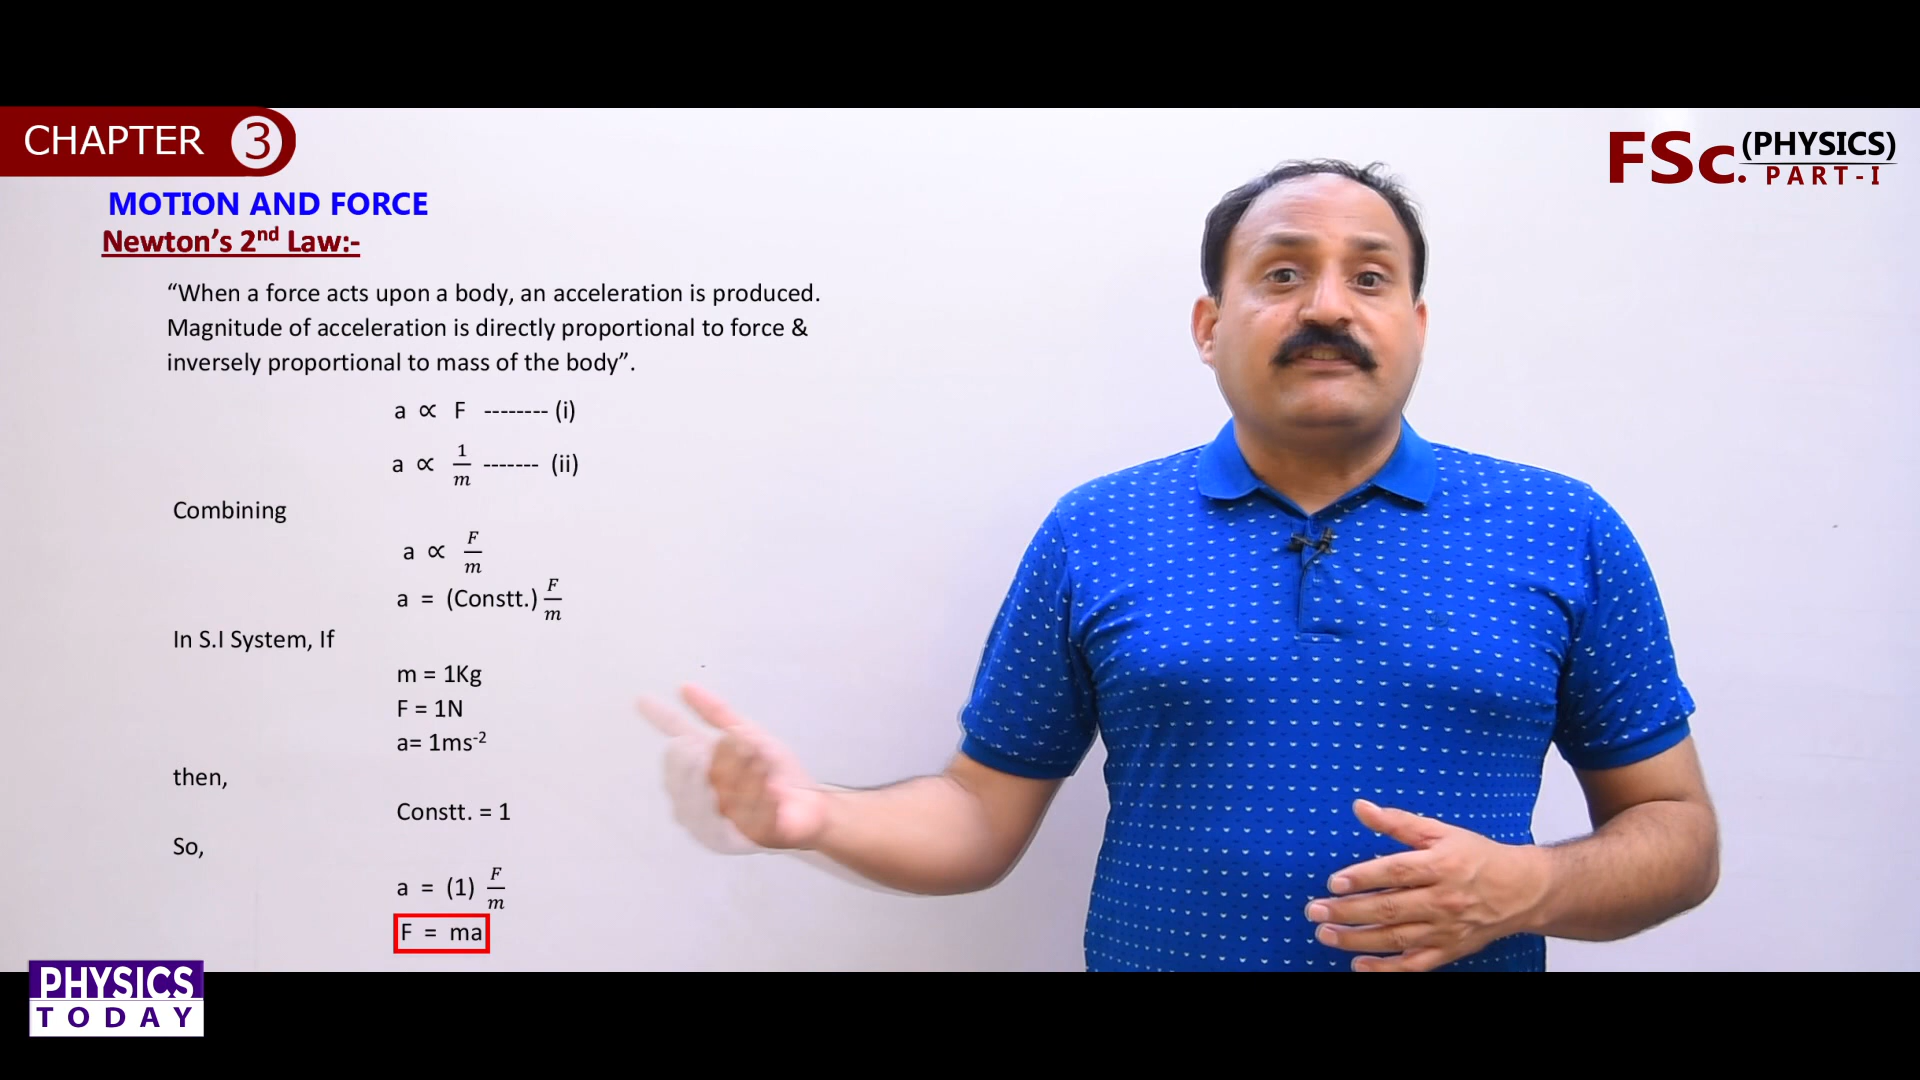 CHAPTER 3
FSc. (PHYSICS)
PART-I
MOTION AND FORCE
Newton’s 2nd Law:-
“When a force acts upon a body, an acceleration is produced.
Magnitude of acceleration is directly proportional to force &
inversely proportional to mass of the body”.
a ∝ F -------- (i)
a ∝ 1/m ------- (ii)
Combining
a ∝ F/m
a = (Constt.) F/m
In S.I System, If
m = 1Kg
F = 1N
a= 1ms-2
then,
Constt. = 1
So,
a = (1) F/m
F = ma
PHYSICS
TODAY